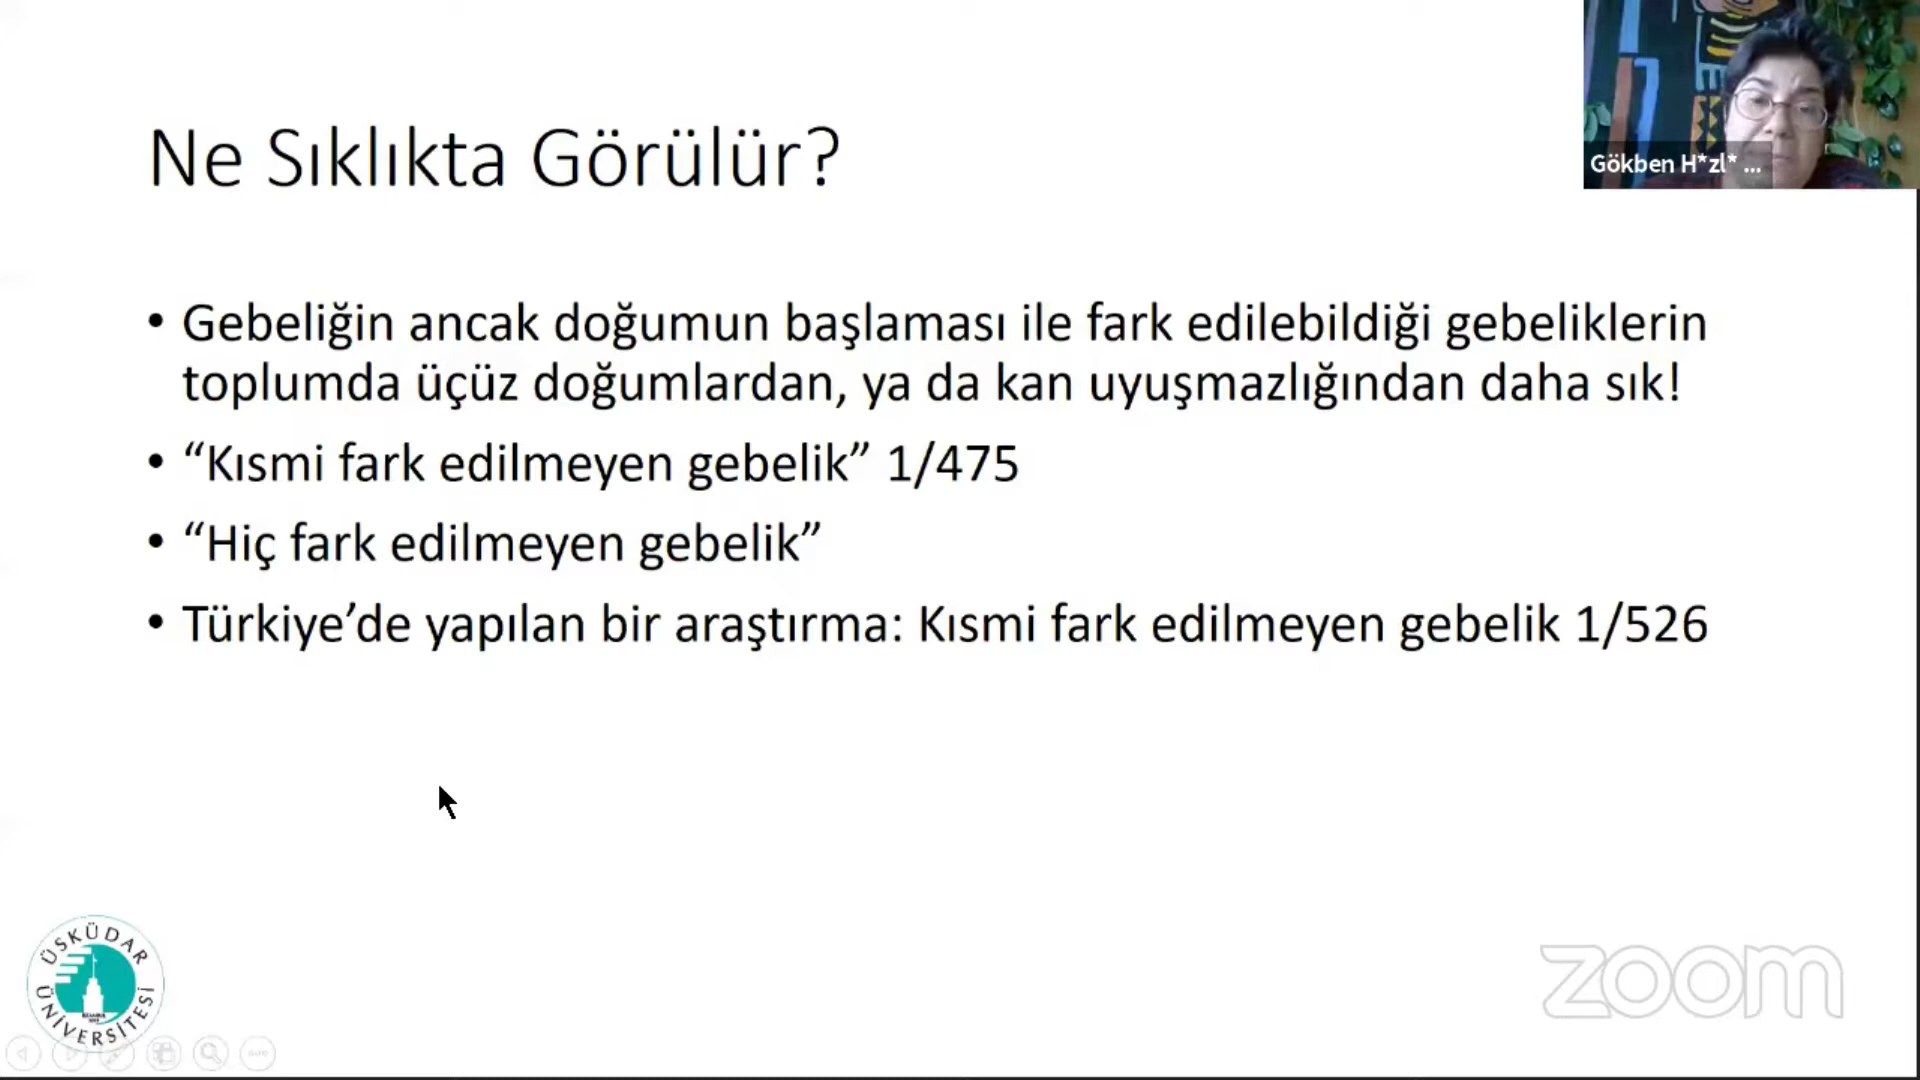 Ne Sıklıkta Görülür?
Gökben H*zl* ...
• Gebeliğin ancak doğumun başlaması ile fark edilebildiği gebeliklerin
toplumda üçüz doğumlardan, ya da kan uyuşmazlığından daha sık!
• “Kısmi fark edilmeyen gebelik” 1/475
• “Hiç fark edilmeyen gebelik”
• Türkiye’de yapılan bir araştırma: Kısmi fark edilmeyen gebelik 1/526
ÜSKÜDAR
ÜNİVERSİTESİ
zoom